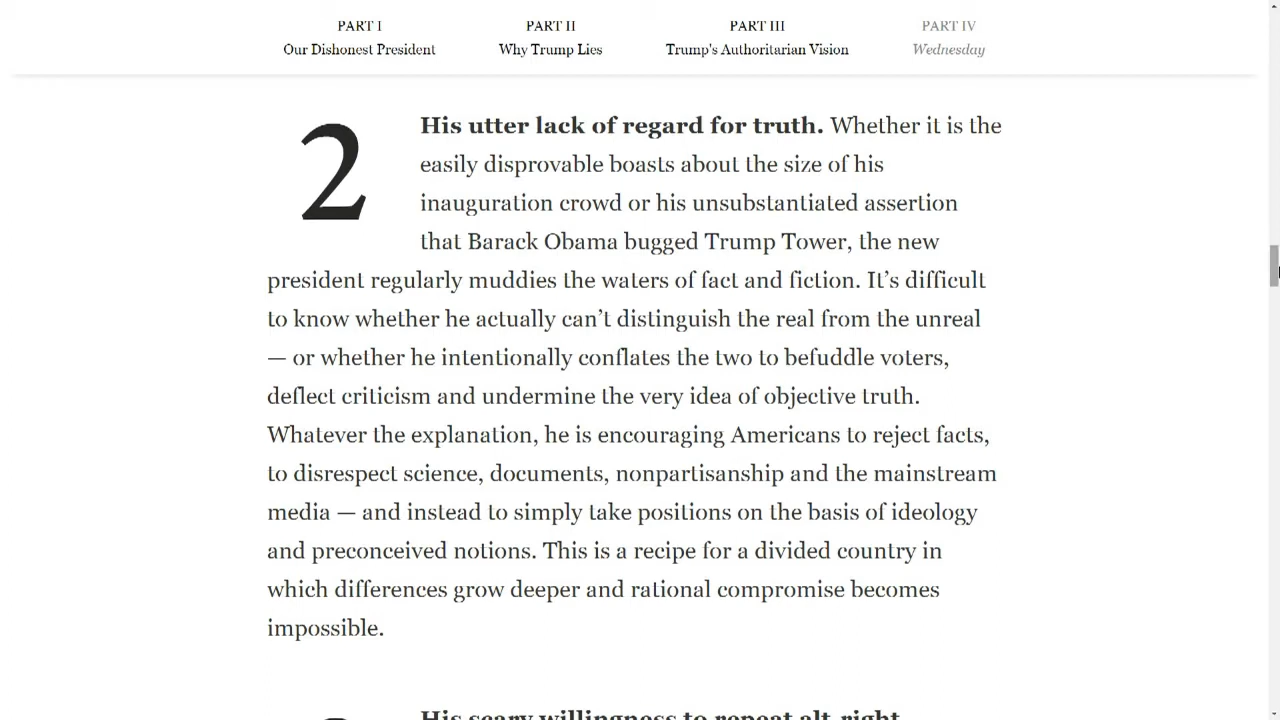 PART I
Our Dishonest President
PART II
Why Trump Lies
PART III
Trump's Authoritarian Vision
PART IV
Wednesday
2
His utter lack of regard for truth. Whether it is the
easily disprovable boasts about the size of his
inauguration crowd or his unsubstantiated assertion
that Barack Obama bugged Trump Tower, the new
president regularly muddies the waters of fact and fiction. It’s difficult
to know whether he actually can’t distinguish the real from the unreal
— or whether he intentionally conflates the two to befuddle voters,
deflect criticism and undermine the very idea of objective truth.
Whatever the explanation, he is encouraging Americans to reject facts,
to disrespect science, documents, nonpartisanship and the mainstream
media — and instead to simply take positions on the basis of ideology
and preconceived notions. This is a recipe for a divided country in
which differences grow deeper and rational compromise becomes
impossible.
His scary willingness to repeat alt-right